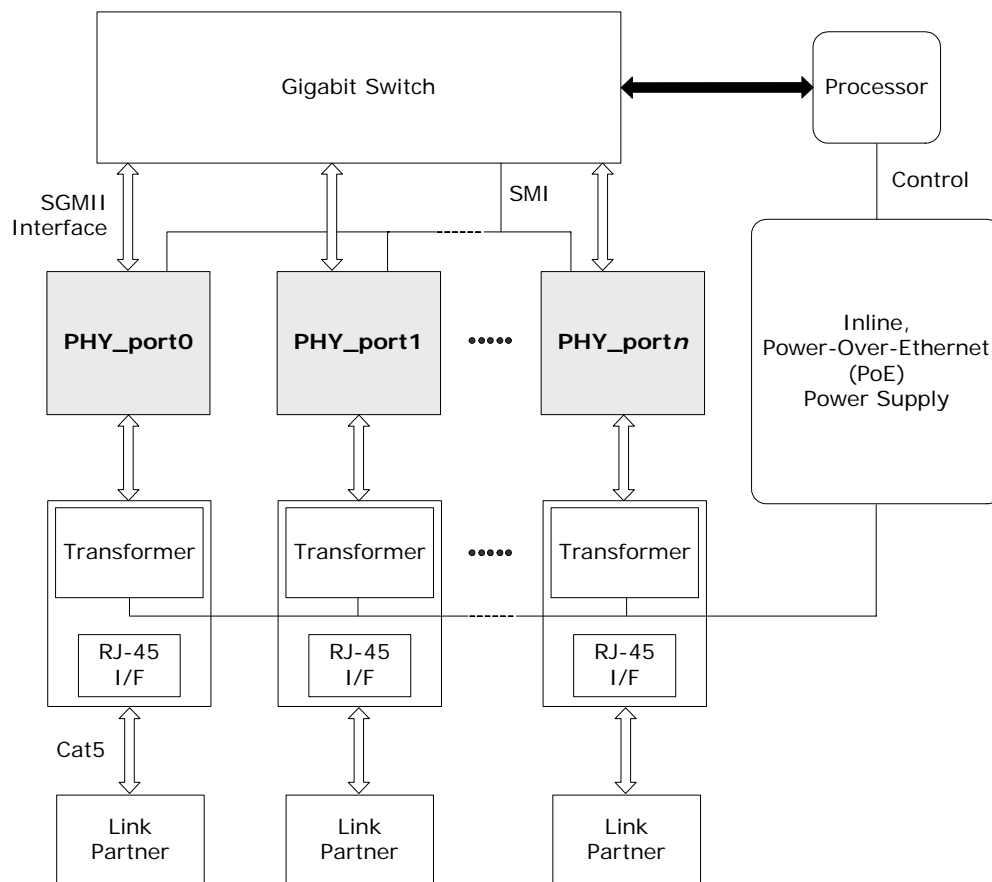 Gigabit Switch
Processor
SGMII
Interface
SMI
Control
PHY_port0
PHY_port1
PHY_portn
Inline,
Power-Over-Ethernet
(PoE)
Power Supply
Transformer
Transformer
Transformer
RJ-45
I/F
RJ-45
I/F
RJ-45
I/F
Cat5
Link
Partner
Link
Partner
Link
Partner